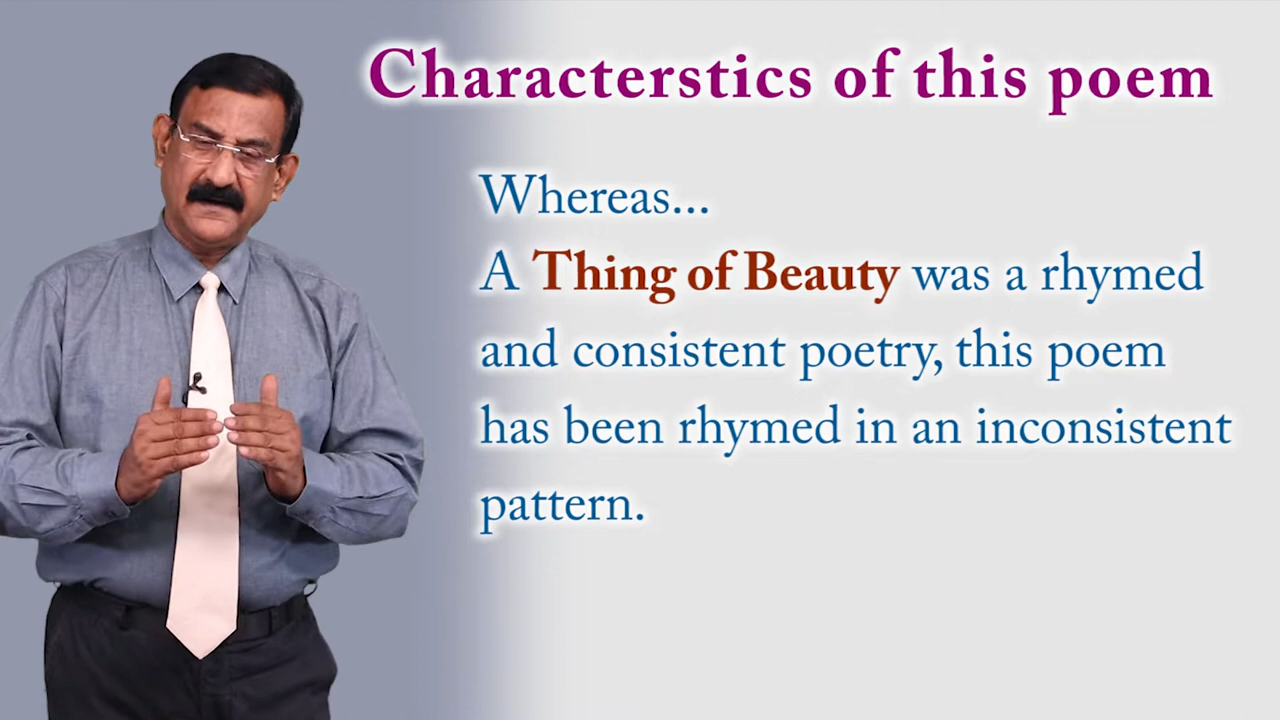 Characterstics of this poem
Whereas...
A Thing of Beauty was a rhymed
and consistent poetry, this poem
has been rhymed in an inconsistent
pattern.